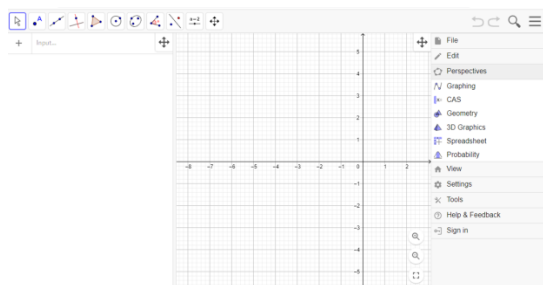 A
a=2
+ Input...
File
Edit
Perspectives
Graphing
CAS
Geometry
3D Graphics
Spreadsheet
Probability
View
Settings
Tools
Help & Feedback
Sign in
5
4
3
2
1
-8 -7 -6 -5 -4 -3 -2 -1 0 1 2
-1
-2
-3
-4
-5